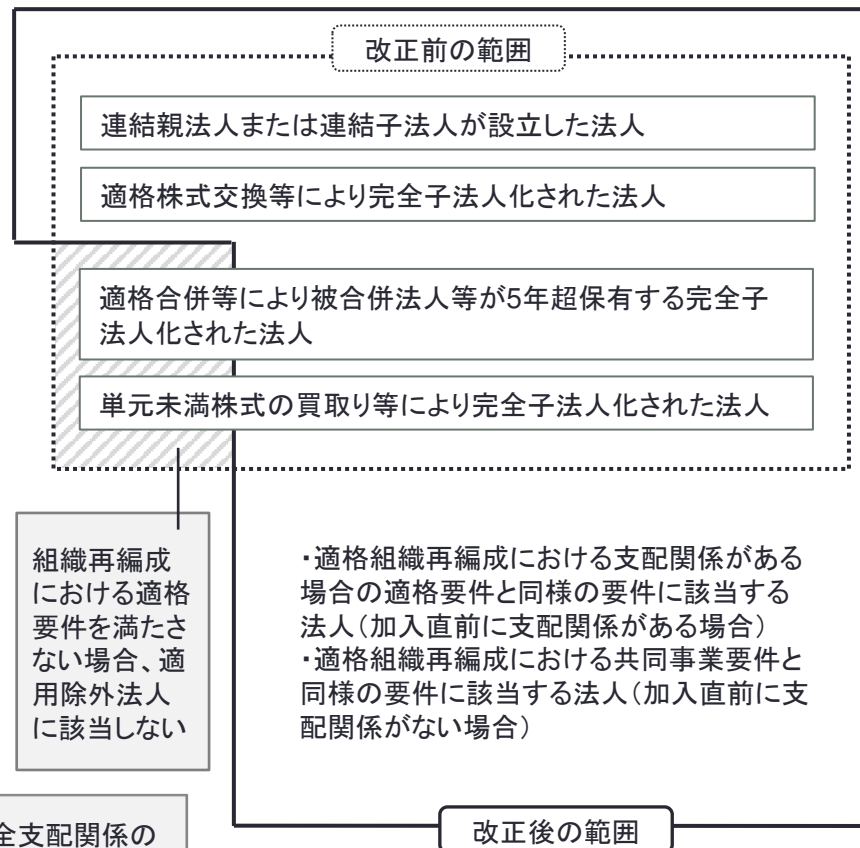 改正前の範囲
連結親法人または連結子法人が設立した法人
適格株式交換等により完全子法人化された法人
適格合併等により被合併法人等が5年超保有する完全子
法人化された法人
単元未満株式の買取り等により完全子法人化された法人
組織再編成
における適格
要件を満たさ
ない場合、適
用除外法人
に該当しない
・適格組織再編成における支配関係がある
場合の適格要件と同様の要件に該当する
法人（加入直前に支配関係がある場合）
・適格組織再編成における共同事業要件と
同様の要件に該当する法人（加入直前に支
配関係がない場合）
全支配関係の
改正後の範囲